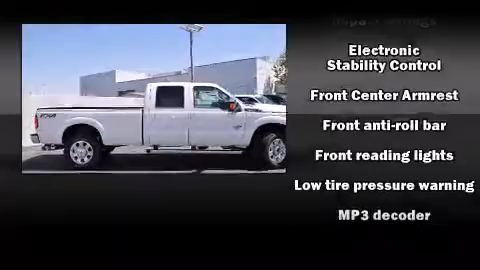 Electronic
Stability Control
Front Center Armrest
Front anti-roll bar
Front reading lights
Low tire pressure warning
MP3 decoder